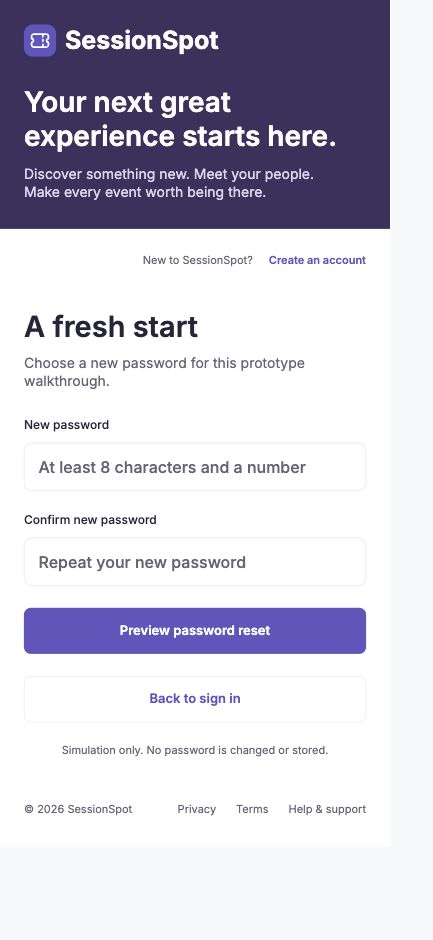 SessionSpot
Your next great
experience starts here.
Discover something new. Meet your people.
Make every event worth being there.
New to SessionSpot? Create an account
A fresh start
Choose a new password for this prototype
walkthrough.
New password
At least 8 characters and a number
Confirm new password
Repeat your new password
Preview password reset
Back to sign in
Simulation only. No password is changed or stored.
© 2026 SessionSpot Privacy Terms Help & support